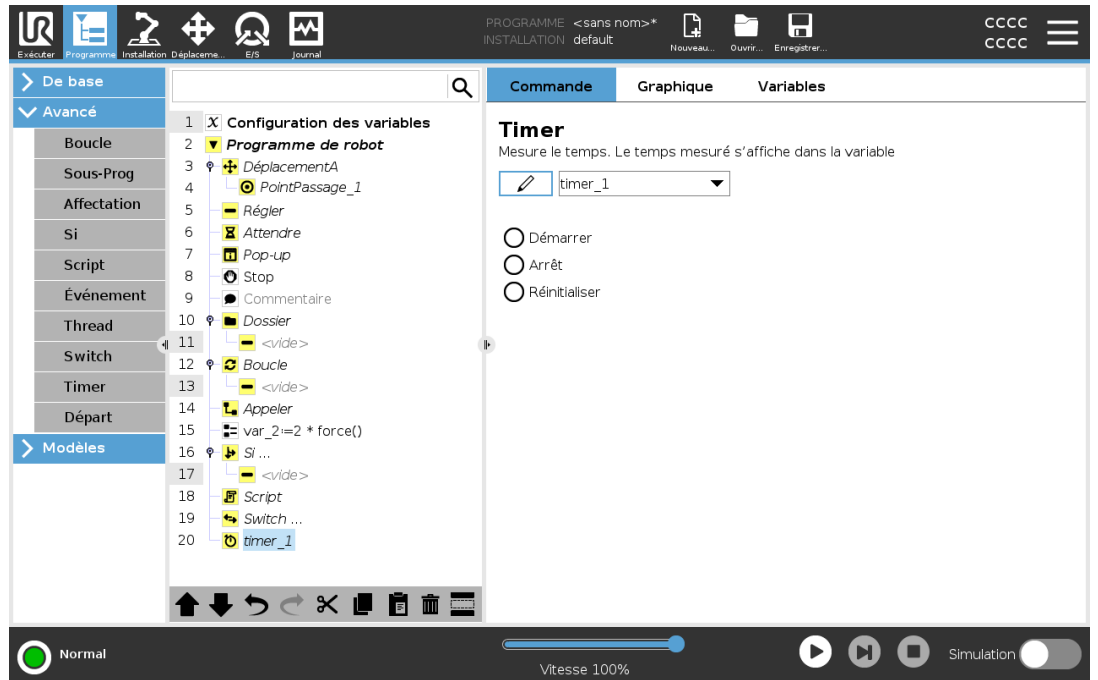 PROGRAMME <sans nom>*
INSTALLATION default
CCCC
CCCC
Exécuter
Programme
Installation
Déplaceme...
E/S
Journal
Nouveau...
Ouvrir...
Enregistrer...
De base
Avancé
Boucle
Sous-Prog
Affectation
Si
Script
Événement
Thread
Switch
Timer
Départ
Modèles
1 X Configuration des variables
2 Programme de robot
3 DéplacementA
4 PointPassage_1
5 Régler
6 Attendre
7 Pop-up
8 Stop
9 Commentaire
10 Dossier
11 <vide>
12 Boucle
13 <vide>
14 Appeler
15 var_2:=2 * force()
16 Si ...
17 <vide>
18 Script
19 Switch ...
20 timer_1
Commande
Graphique
Variables
Timer
Mesure le temps. Le temps mesuré s’affiche dans la variable
timer_1
Démarrer
Arrêt
Réinitialiser
Normal
Vitesse 100%
Simulation